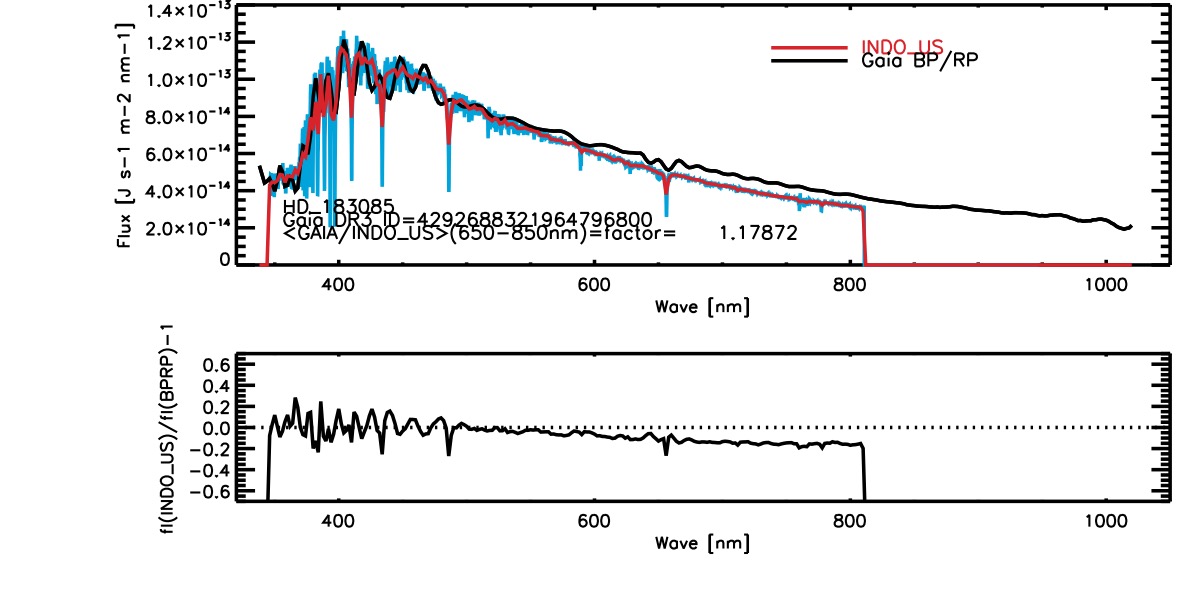 1.4×10⁻¹³
1.2×10⁻¹³
1.0×10⁻¹³
8.0×10⁻¹⁴
6.0×10⁻¹⁴
4.0×10⁻¹⁴
2.0×10⁻¹⁴
0
Flux [J s−1 m−2 nm−1]
INDO_US
Gaia BP/RP
HD_183085
Gaia DR3 ID=4292688321964796800
<GAIA/INDO_US>(650−850nm)=factor= 1.17872
400 600 800 1000
Wave [nm]
fl(INDO_US)/fl(BPRP)−1
0.6
0.4
0.2
0.0
−0.2
−0.4
−0.6
400 600 800 1000
Wave [nm]